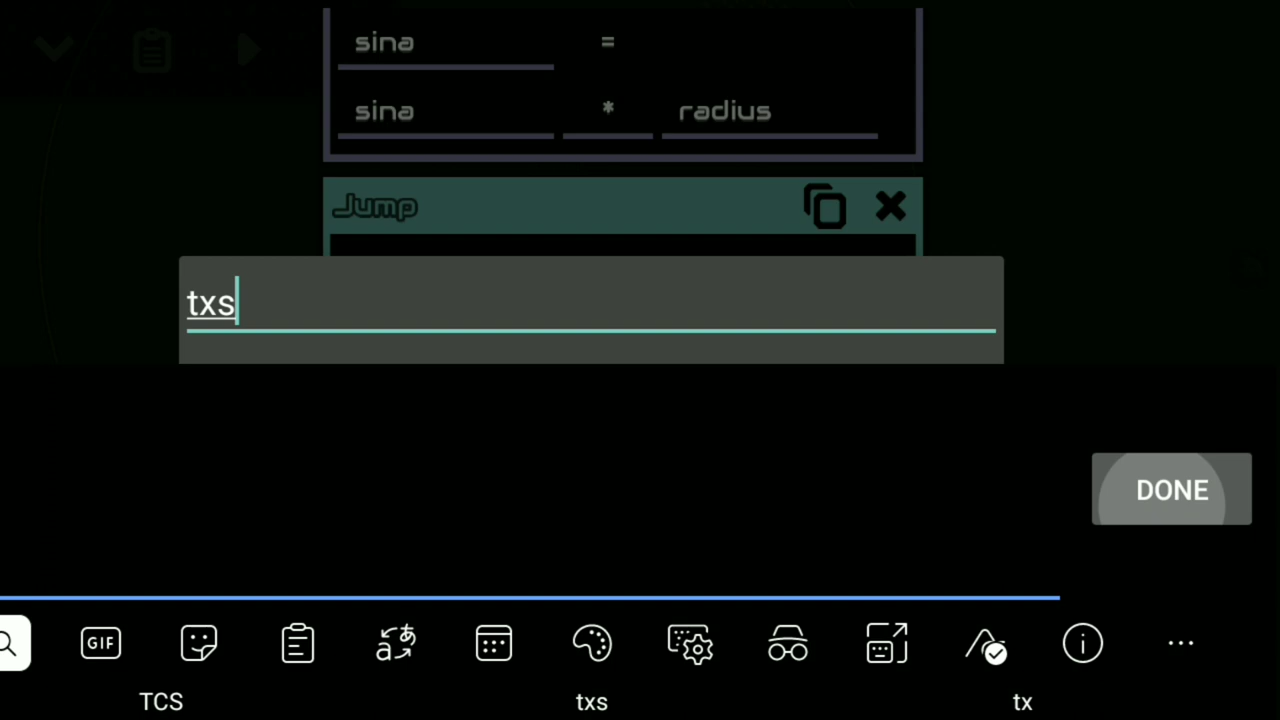 sina =
sina * radius
Jump
txs
DONE
GIF
TCS txs tx